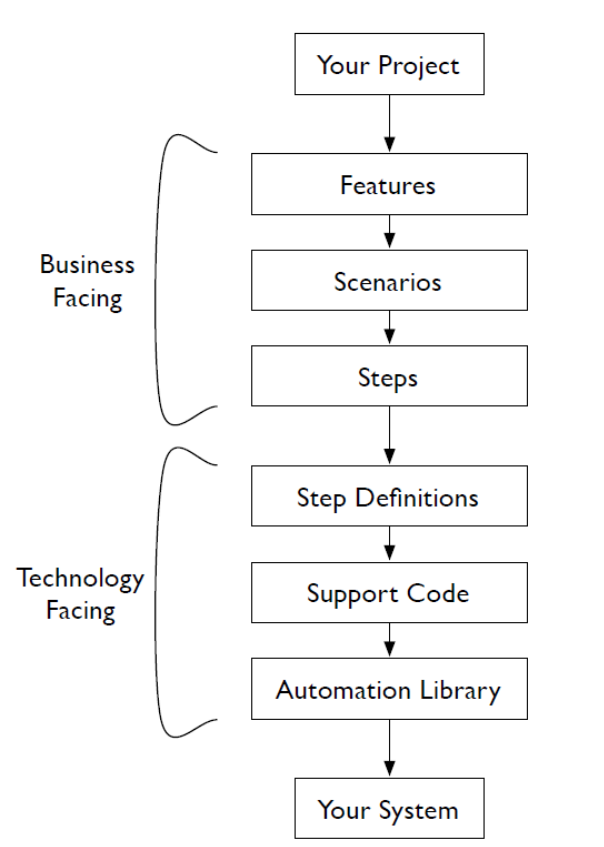 Your Project
Features
Business
Facing
Scenarios
Steps
Step Definitions
Technology
Facing
Support Code
Automation Library
Your System